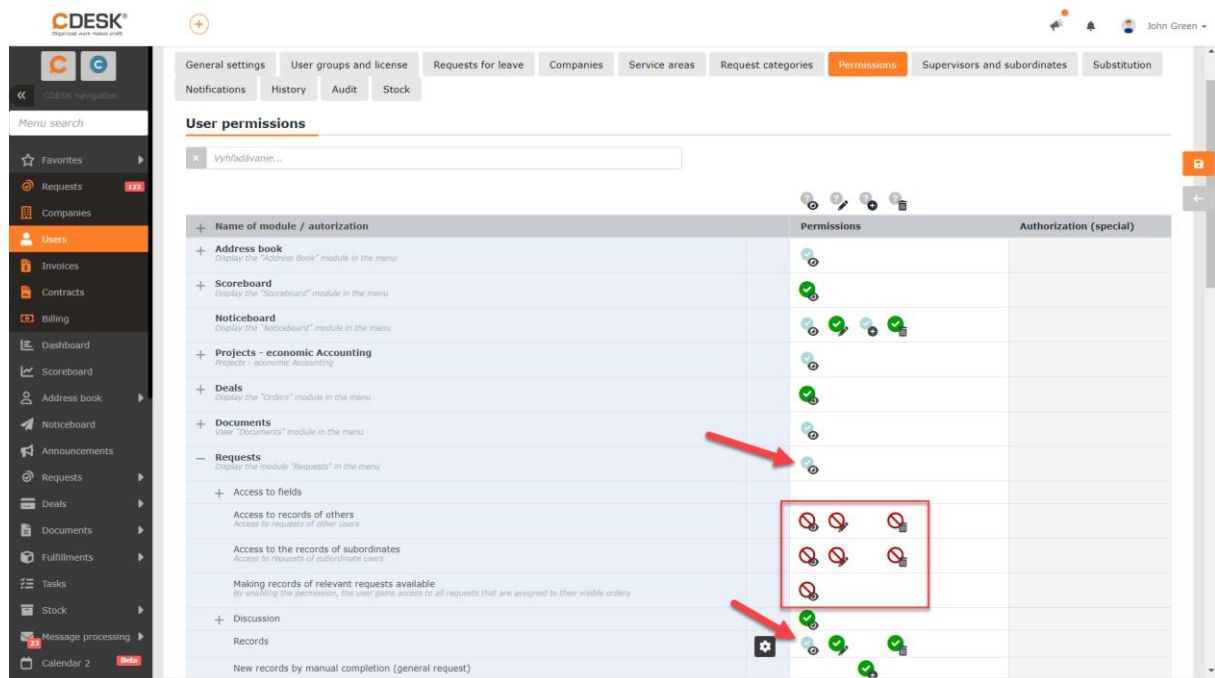 CDESK®
Organized work makes profit.
John Green
CDESK navigation
Menu search
Favorites
Requests 123
Companies
Users
Invoices
Contracts
Billing
Dashboard
Scoreboard
Address book
Noticeboard
Announcements
Requests
Deals
Documents
Fulfillments
Tasks
Stock
Message processing
23
Calendar 2 Beta
General settings User groups and license Requests for leave Companies Service areas Request categories Permissions Supervisors and subordinates Substitution
Notifications History Audit Stock
User permissions
Vyhľadávanie...
Name of module / autorization Permissions Authorization (special)
Address book
Display the "Address Book" module in the menu
Scoreboard
Display the "Scoreboard" module in the menu
Noticeboard
Display the "Noticeboard" module in the menu
Projects - economic Accounting
Projects - economic Accounting
Deals
Display the "Orders" module in the menu
Documents
View "Documents" module in the menu
Requests
Display the module "Requests" in the menu
Access to fields
Access to records of others
Access to requests of other users
Access to the records of subordinates
Access to requests of subordinate users
Making records of relevant requests available
By enabling the permission, the user gains access to all requests that are assigned to their visible orders
Discussion
Records
New records by manual completion (general request)